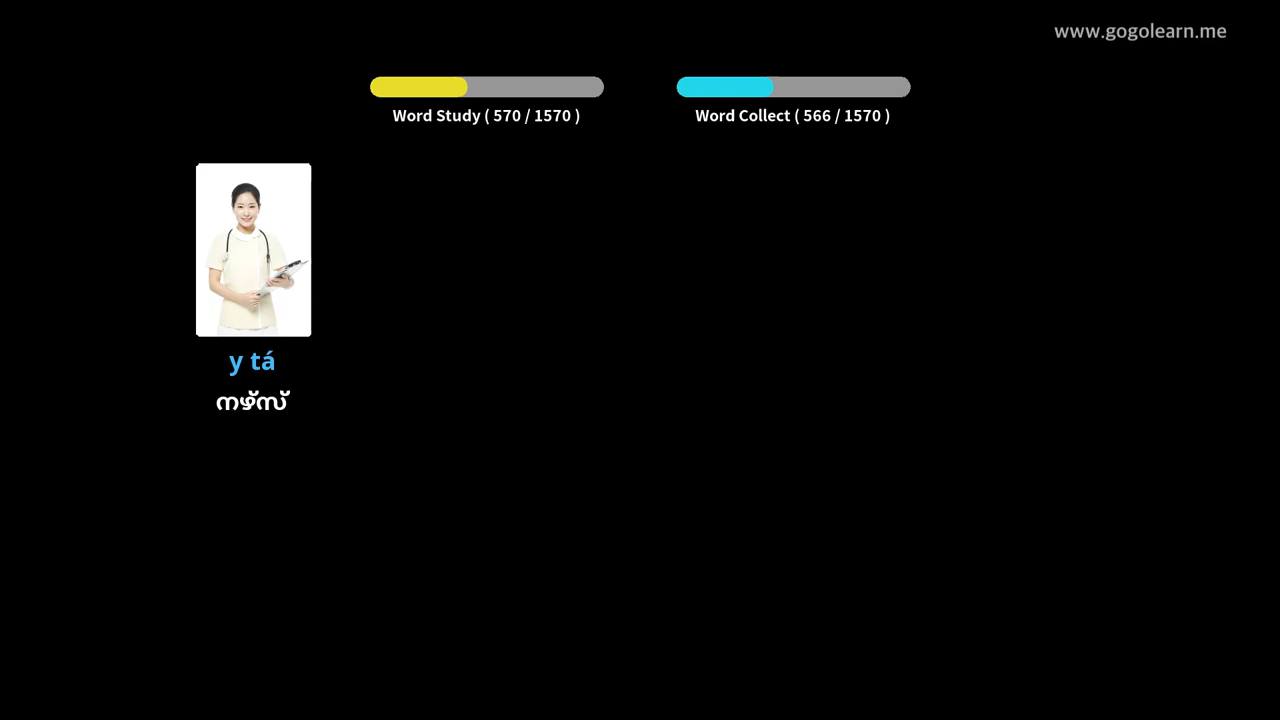 www.gogolearn.me
Word Study ( 570 / 1570 )
Word Collect ( 566 / 1570 )
y tá
നഴ്സ്